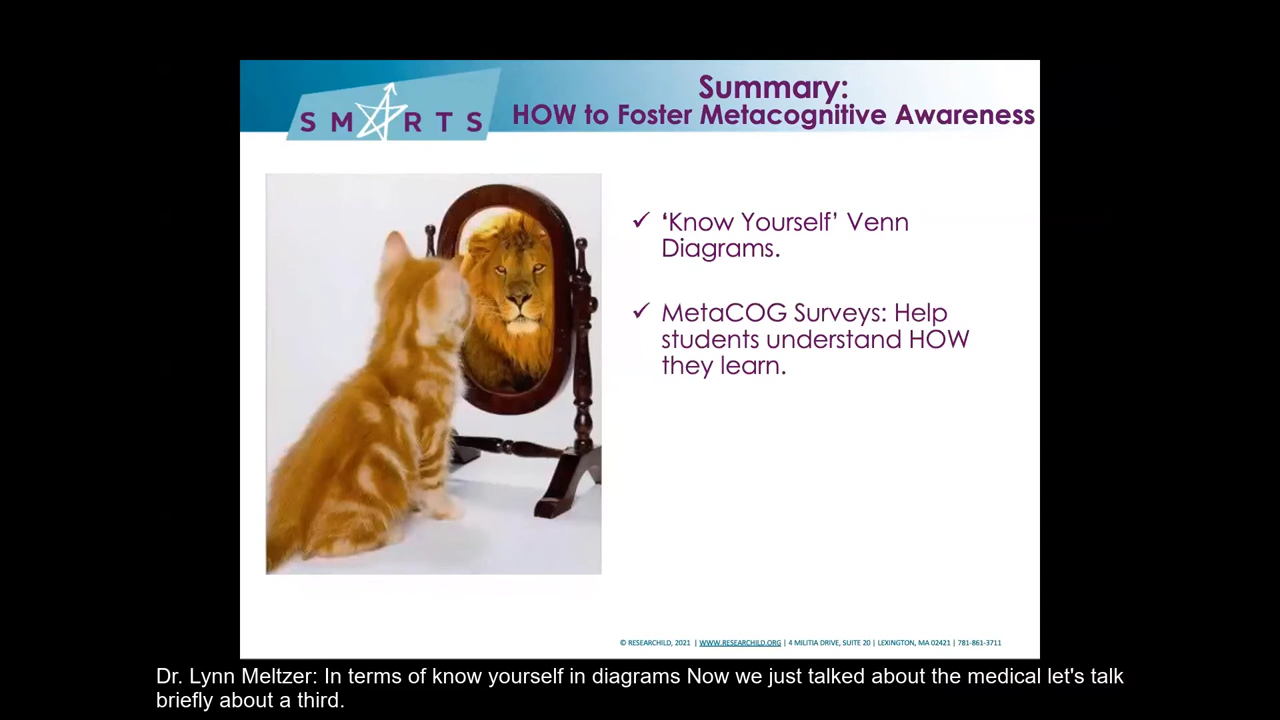 SMARTS
Summary:
HOW to Foster Metacognitive Awareness
✓ ‘Know Yourself’ Venn
Diagrams.
✓ MetaCOG Surveys: Help
students understand HOW
they learn.
© RESEARCHILD, 2021 | WWW.RESEARCHILD.ORG | 4 MILITIA DRIVE, SUITE 20 | LEXINGTON, MA 02421 | 781-861-3711
Dr. Lynn Meltzer: In terms of know yourself in diagrams Now we just talked about the medical let's talk
briefly about a third.